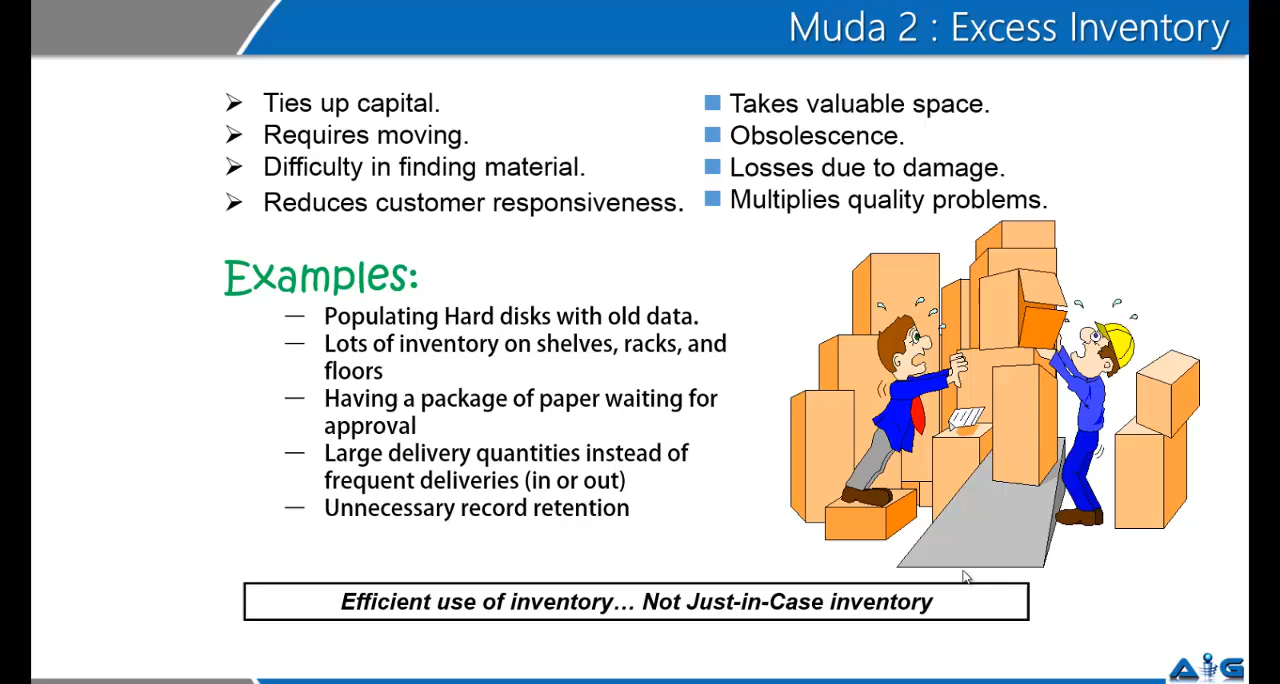 Muda 2 : Excess Inventory
Ties up capital.
Requires moving.
Difficulty in finding material.
Reduces customer responsiveness.
Takes valuable space.
Obsolescence.
Losses due to damage.
Multiplies quality problems.
Examples:
— Populating Hard disks with old data.
— Lots of inventory on shelves, racks, and
floors
— Having a package of paper waiting for
approval
— Large delivery quantities instead of
frequent deliveries (in or out)
— Unnecessary record retention
Efficient use of inventory… Not Just-in-Case inventory
AiG